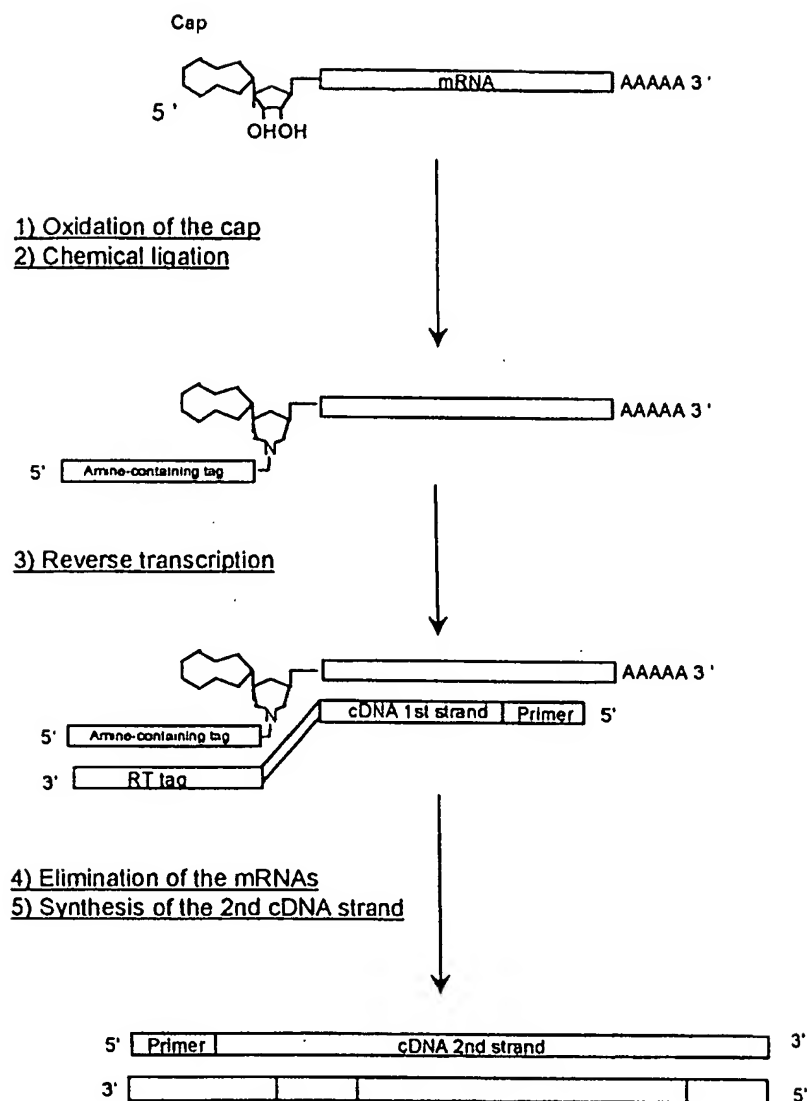 Cap
mRNA AAAAA 3 '
5 '
OHOH
1) Oxidation of the cap
2) Chemical ligation
AAAAA 3 '
N
5' Amine-containing tag
3) Reverse transcription
AAAAA 3 '
N
cDNA 1st strand Primer 5'
5' Amine-containing tag
3' RT tag
4) Elimination of the mRNAs
5) Synthesis of the 2nd cDNA strand
5' Primer cDNA 2nd strand 3'
3' 5'